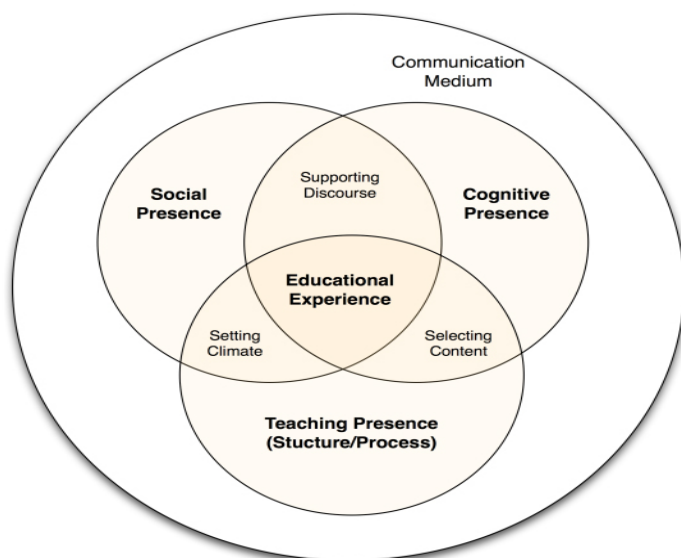 Communication
Medium
Supporting
Discourse
Social
Presence
Cognitive
Presence
Educational
Experience
Setting
Climate
Selecting
Content
Teaching Presence
(Stucture/Process)